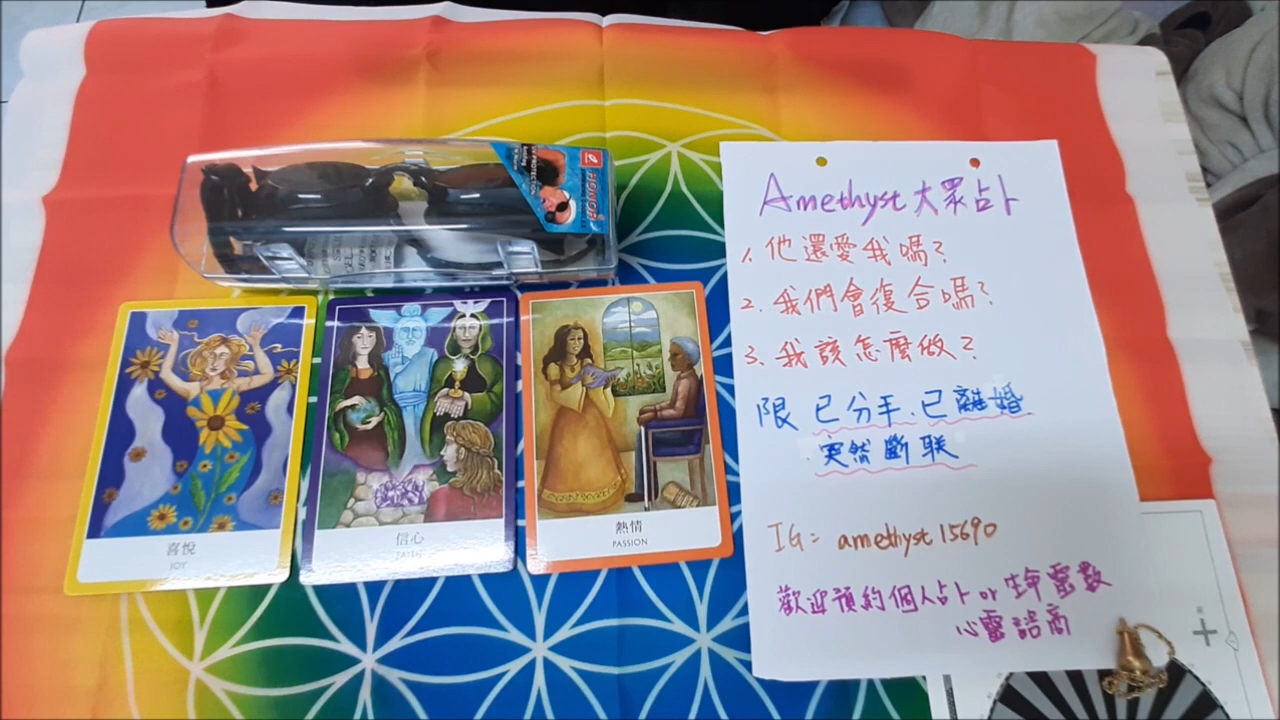 HONOR
Amethyst大眾占卜
1. 他還愛我嗎?
2. 我們會復合嗎?
3. 我該怎麼做?
限 已分手、已離婚
突然斷联
IG: amethyst15690
歡迎預約個人占卜or生命靈數
心靈諮商
喜悅
JOY
信心
FAITH
熱情
PASSION